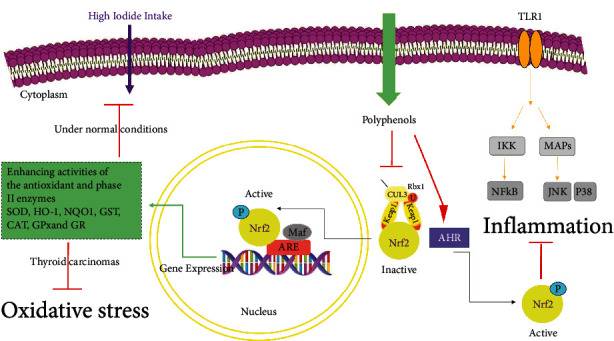 High Iodide Intake
TLR1
Cytoplasm
Polyphenols
Under normal conditions
IKK
MAPs
Enhancing activities of
the antioxidant and phase
II enzymes
SOD, HO-1, NQO1, GST,
CAT, GPxand GR
NFkB
JNK
P38
Rbx1
CUL3
D
Keap1
Keap1
Active
P
Nrf2
Maf
ARE
Nrf2
AHR
Inflammation
Inactive
Thyroid carcinomas
Gene Expression
P
Nrf2
Oxidative stress
Nucleus
Active